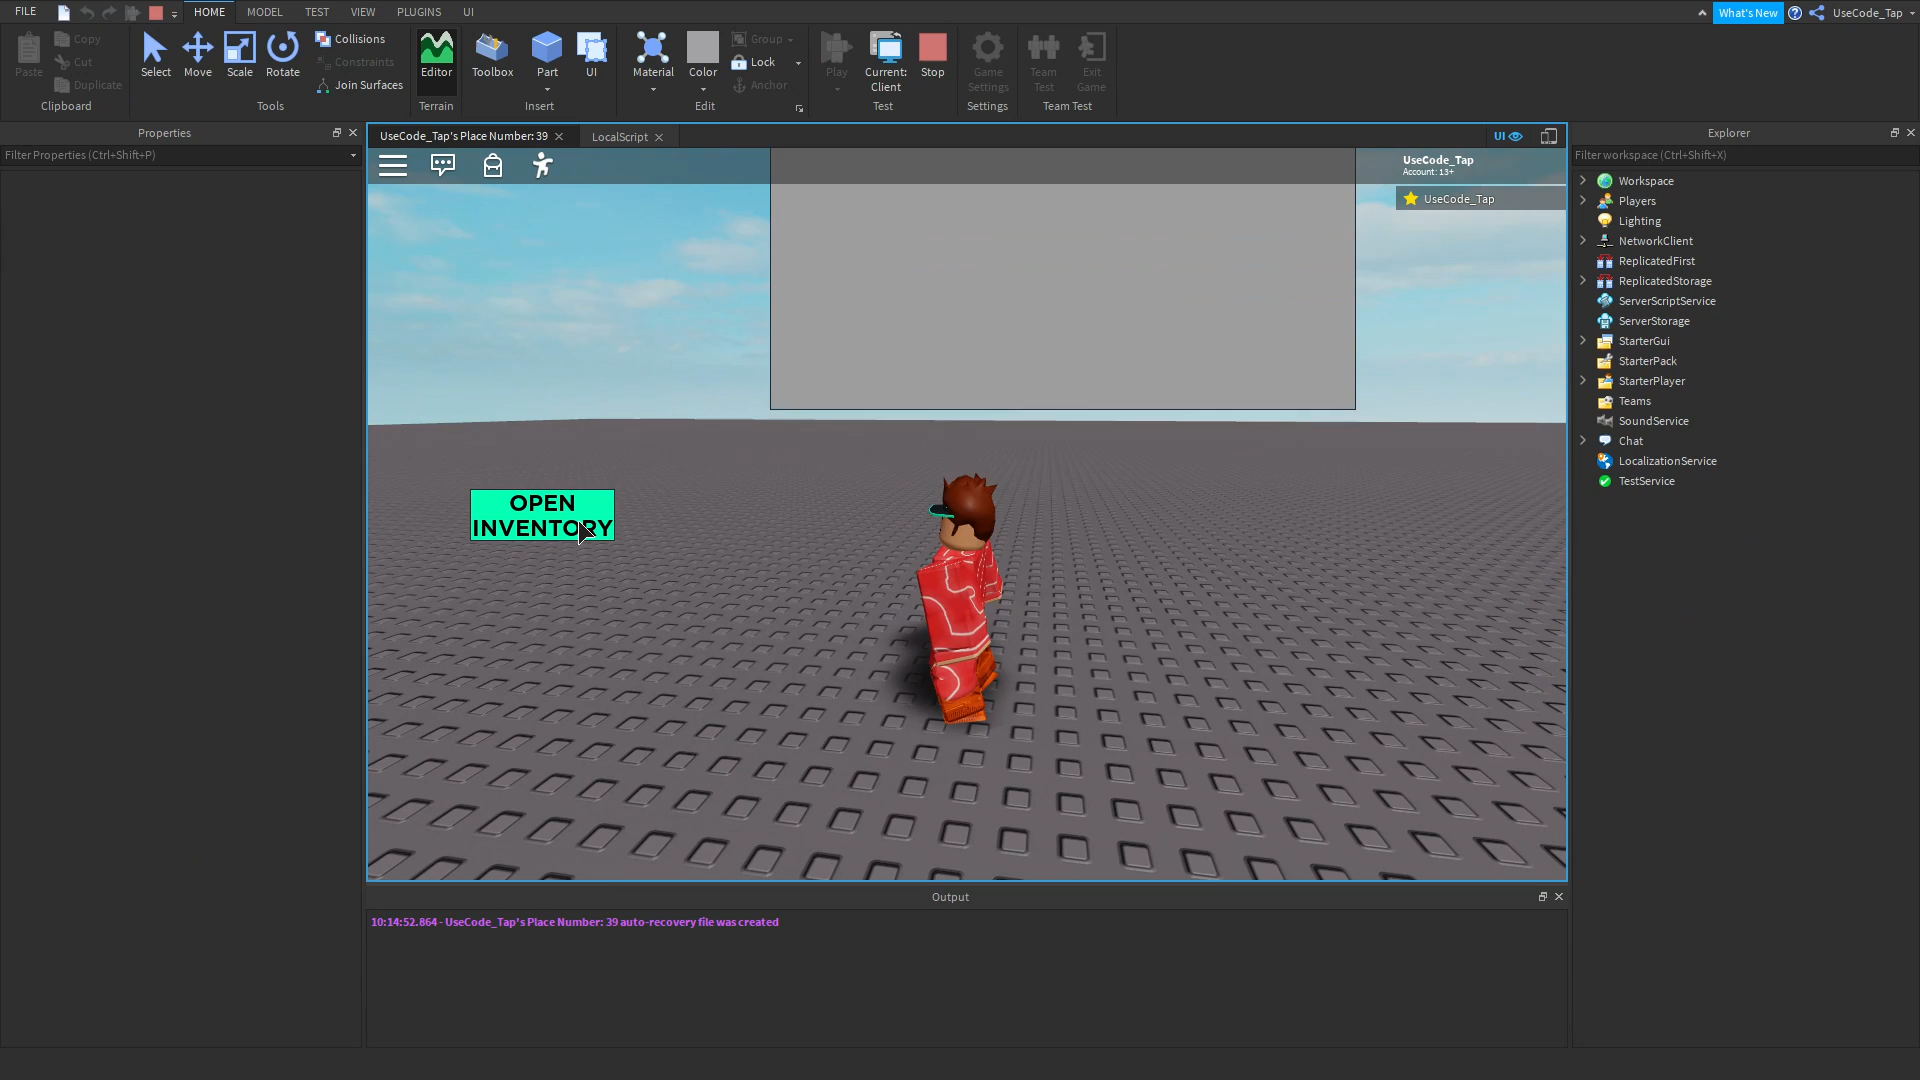 FILE
HOME
MODEL
TEST
VIEW
PLUGINS
UI
What's New
UseCode_Tap
Paste
Copy
Cut
Duplicate
Clipboard
Select
Move
Scale
Rotate
Collisions
Constraints
Join Surfaces
Tools
Editor
Terrain
Toolbox
Part
UI
Insert
Material
Color
Group
Lock
Anchor
Edit
Play
Current:
Client
Stop
Test
Game
Settings
Settings
Team
Test
Exit
Game
Team Test
Properties
Filter Properties (Ctrl+Shift+P)
UseCode_Tap's Place Number: 39
LocalScript
UI
UseCode_Tap
Account: 13+
UseCode_Tap
OPEN
INVENTORY
Output
10:14:52.864 - UseCode_Tap's Place Number: 39 auto-recovery file was created
Explorer
Filter workspace (Ctrl+Shift+X)
Workspace
Players
Lighting
NetworkClient
ReplicatedFirst
ReplicatedStorage
ServerScriptService
ServerStorage
StarterGui
StarterPack
StarterPlayer
Teams
SoundService
Chat
LocalizationService
TestService